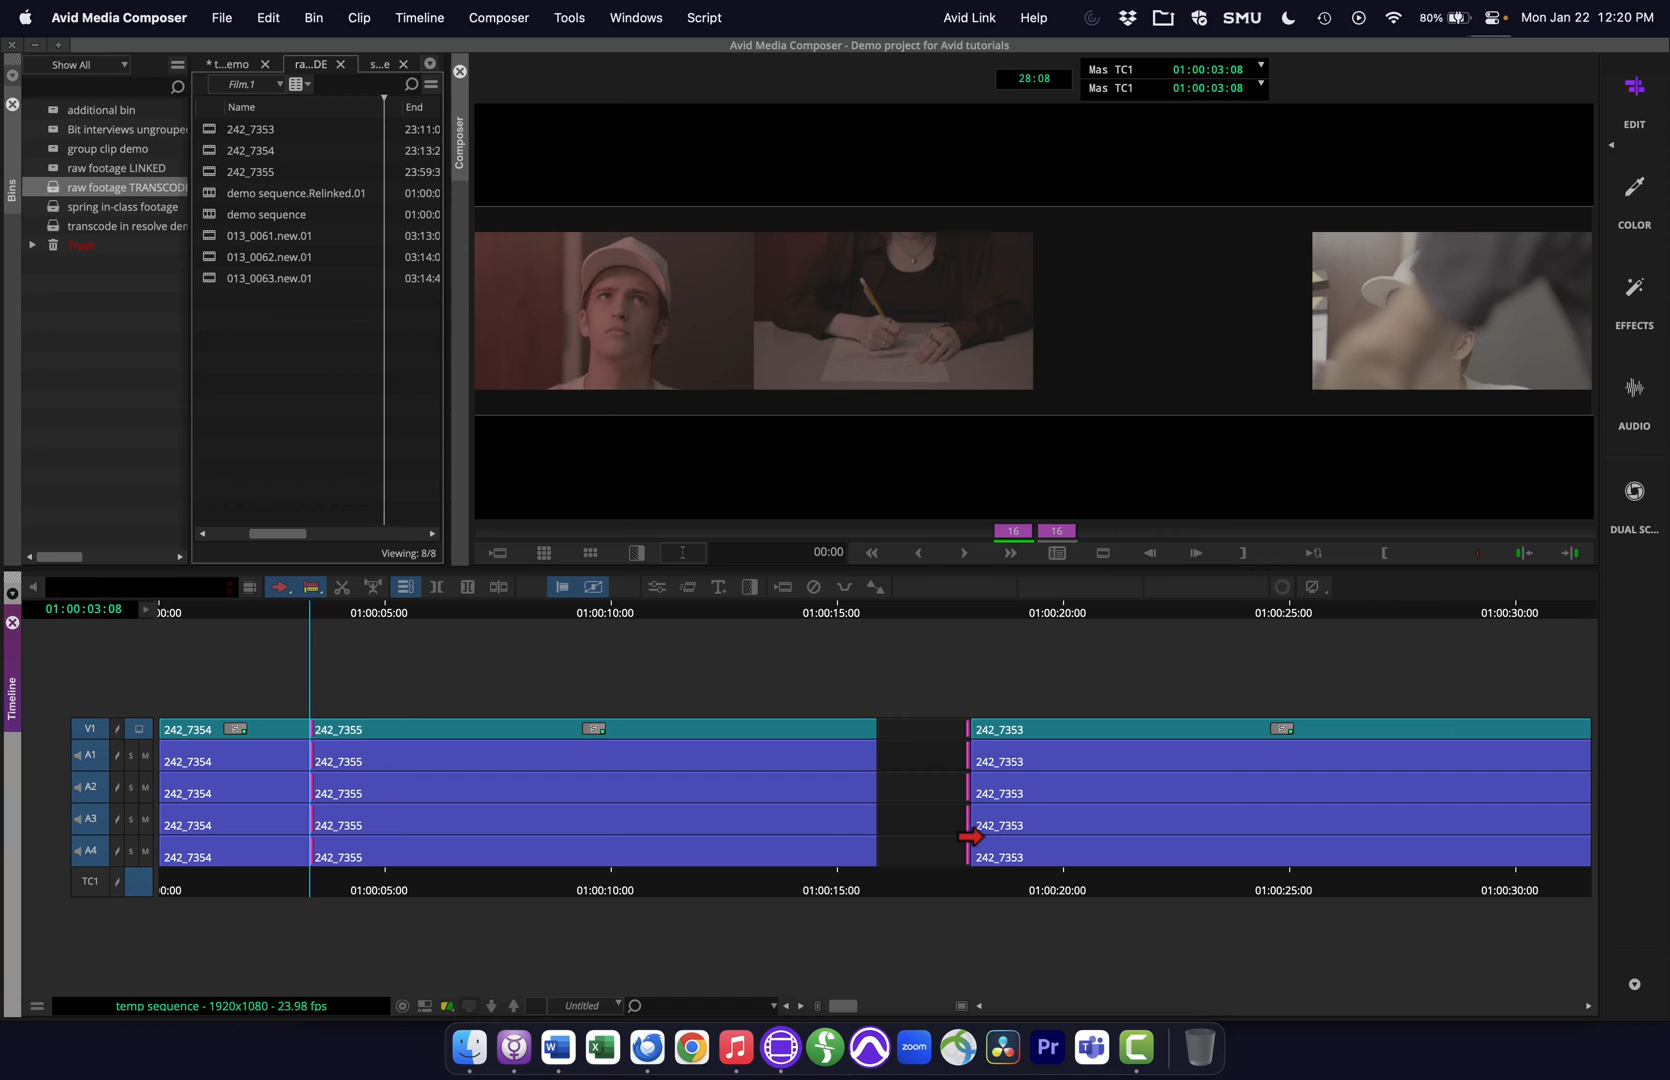 Avid Media Composer File Edit Bin Clip Timeline Composer Tools Windows Script Avid Link Help SMU 80% Mon Jan 22 12:20 PM
Avid Media Composer - Demo project for Avid tutorials
Show All
* t...emo
ra...DE
s...e
Film.1
Bins
additional bin
Bit interviews ungroupe
group clip demo
raw footage LINKED
raw footage TRANSCODE
spring in-class footage
transcode in resolve den
Trash
Name End
242_7353 23:11:0
242_7354 23:13:2
242_7355 23:59:3
demo sequence.Relinked.01 01:00:0
demo sequence 01:00:0
013_0061.new.01 03:13:0
013_0062.new.01 03:14:0
013_0063.new.01 03:14:4
Viewing: 8/8
Composer
28:08
Mas TC1 01:00:03:08
Mas TC1 01:00:03:08
16 16
00:00
EDIT
COLOR
EFFECTS
AUDIO
DUAL SC...
Timeline
01:00:03:08
:00:00 01:00:05:00 01:00:10:00 01:00:15:00 01:00:20:00 01:00:25:00 01:00:30:00
V1 242_7354 S 242_7355 S 242_7353 S
A1 S M 242_7354 242_7355 242_7353
A2 S M 242_7354 242_7355 242_7353
A3 S M 242_7354 242_7355 242_7353
A4 S M 242_7354 242_7355 242_7353
TC1 :00:00 01:00:05:00 01:00:10:00 01:00:15:00 01:00:20:00 01:00:25:00 01:00:30:00
temp sequence - 1920x1080 - 23.98 fps
Untitled
zoom
Pr